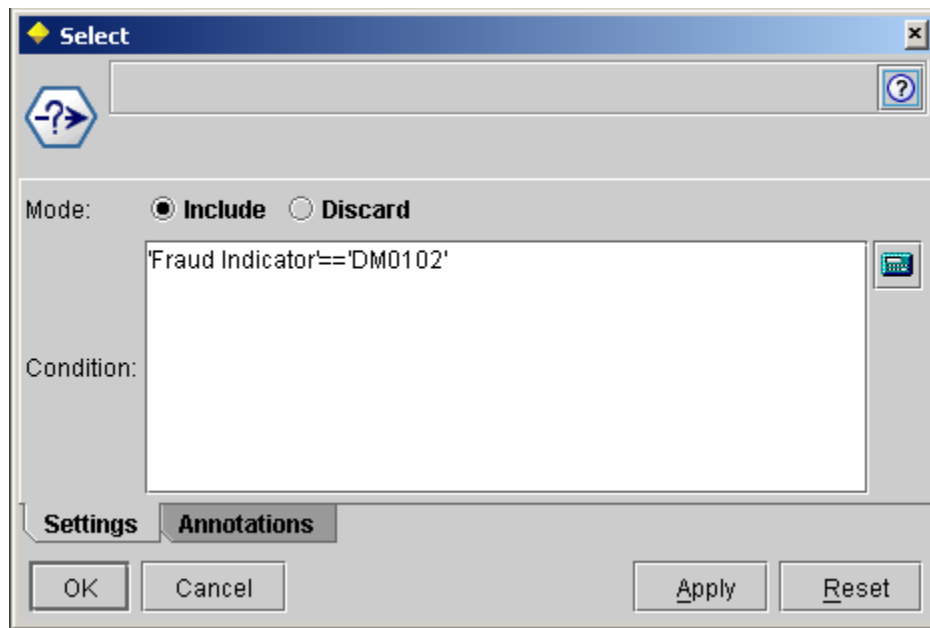 Select
Mode: Include Discard
'Fraud Indicator'=='DM0102'
Condition:
Settings Annotations
OK Cancel Apply Reset